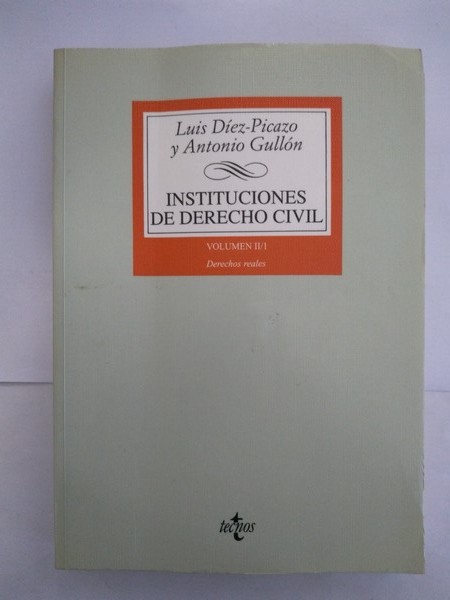 Luis Díez-Picazo
y Antonio Gullón
INSTITUCIONES
DE DERECHO CIVIL
VOLUMEN II/1
Derechos reales
tecnos